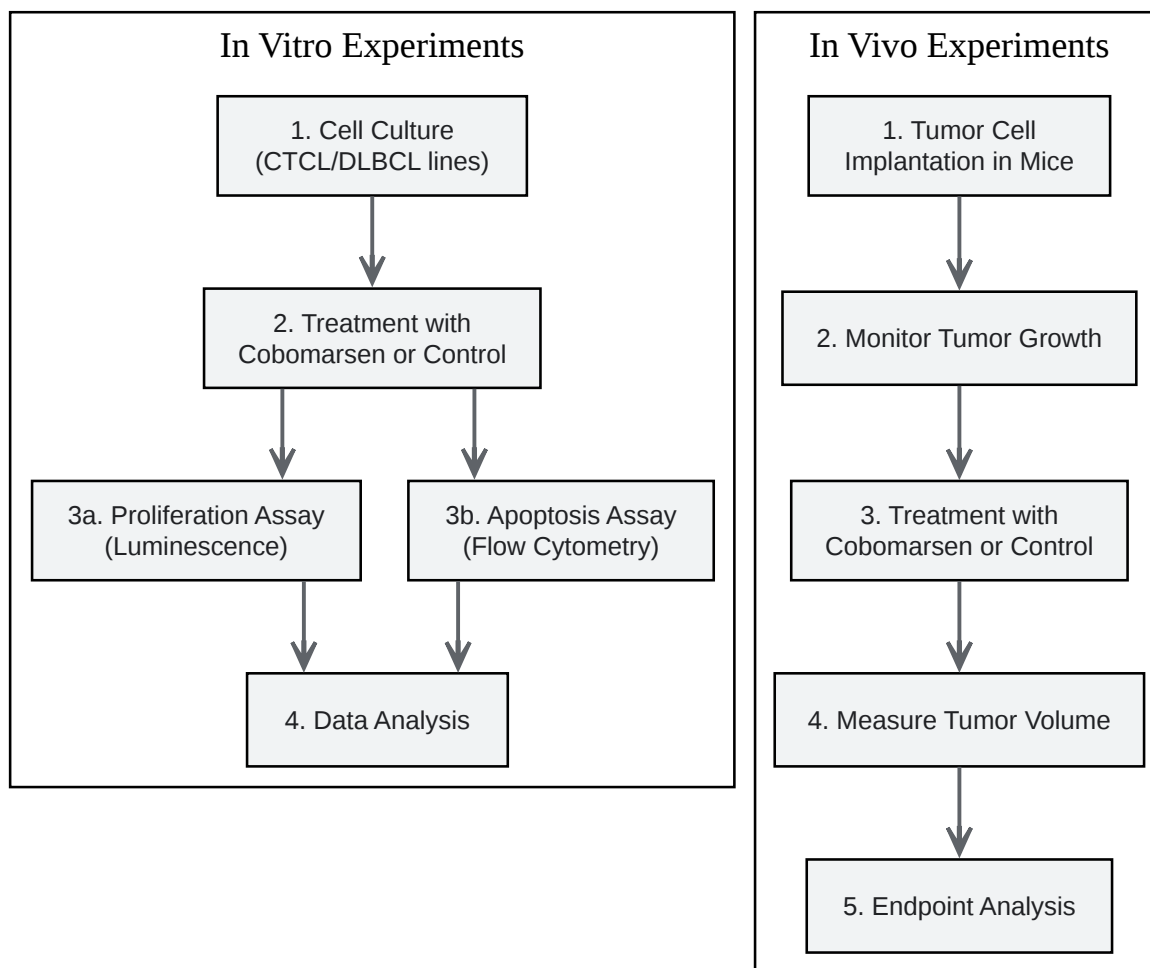 In Vitro Experiments
1. Cell Culture
(CTCL/DLBCL lines)
2. Treatment with
Cobomarsen or Control
3a. Proliferation Assay
(Luminescence)
3b. Apoptosis Assay
(Flow Cytometry)
4. Data Analysis
In Vivo Experiments
1. Tumor Cell
Implantation in Mice
2. Monitor Tumor Growth
3. Treatment with
Cobomarsen or Control
4. Measure Tumor Volume
5. Endpoint Analysis